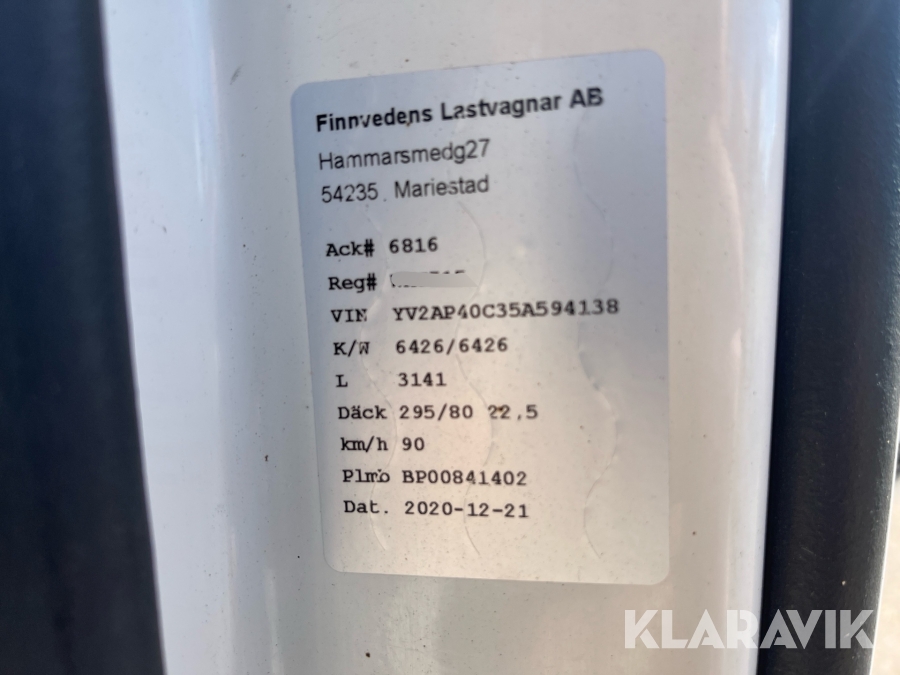 Finnvedens Lastvagnar AB
Hammarsmedg27
54235 Mariestad
Ack# 6816
Reg#
VIN YV2AP40C35A594138
K/W 6426/6426
L 3141
Däck 295/80 22,5
km/h 90
Plmb BP00841402
Dat. 2020-12-21
KLARAVIK